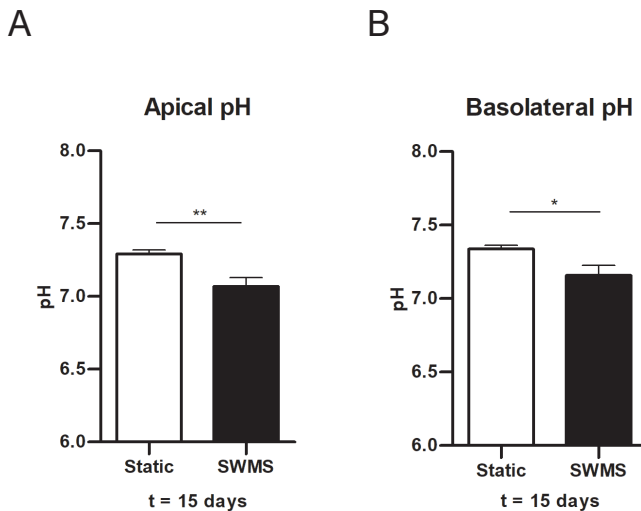 A
Apical pH
8.0
7.5
**
7.0
pH
6.5
6.0
Static SWMS
t = 15 days
B
Basolateral pH
8.0
7.5
*
7.0
pH
6.5
6.0
Static SWMS
t = 15 days